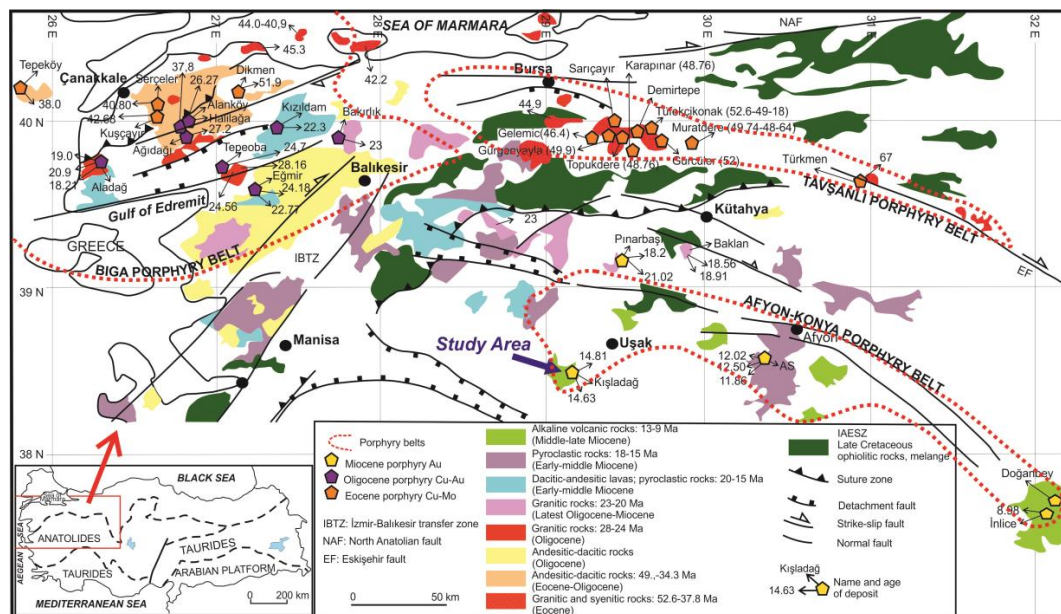 26 E
27 E
28 E
29 E
30 E
31 E
32 E
44.0-40,9
SEA OF MARMARA
NAF
45.3
37.8
Tepeköy
Dikmen
Serçeler
26.27
Çanakkale
51.9
42.2
Bursa
Sarıçayır
Karapınar (48.76)
Demirtepe
38.0
40.80
Alanköy
Kızıldam
Bakırlık
44.9
Tüfekçikonak (52.6-49-18)
40 N
42.68
Halilağa
22.3
Gelemic(46.4)
Muratdere (49.74-48-64)
40 N
Kuşçayır
27.2
23
Gürgenyayla (49.9)
Ağıdağı
Tepeoba
24.7
Topukdere (48.76)
Gürcüler (52)
19.0
28.16
Türkmen
67
20.9
Eğmir
Balıkesir
18.2
Aladağ
24.18
TAVŞANLI PORPHYRY BELT
Gulf of Edremit
24.56
22.77
Kütahya
23
GREECE
Pınarbaşı
Baklan
BIGA PORPHYRY BELT
IBTZ
18.2
18.56
18.91
21.02
EF
39 N
39 N
AFYON-KONYA PORPHYRY BELT
Study Area
Manisa
Uşak
Afyon
14.81
12.02
AS
Kışladağ
12.50
11.86
14.63
38 N
38 N
Doğanbey
8.98
İnlice
Porphyry belts
Miocene porphyry Au
Oligocene porphyry Cu-Au
Eocene porphyry Cu-Mo
IBTZ: İzmir-Balıkesir transfer zone
NAF: North Anatolian fault
EF: Eskişehir fault
0 50 km
Alkaline volcanic rocks: 13-9 Ma
(Middle-late Miocene)
Pyroclastic rocks: 18-15 Ma
(Early-middle Miocene)
Dacitic-andesitic lavas; pyroclastic rocks: 20-15 Ma
(Early-middle Miocene)
Granitic rocks: 23-20 Ma
(Latest Oligocene-Miocene
Granitic rocks: 28-24 Ma
(Oligocene)
Andesitic-dacitic rocks
(Oligocene)
Andesitic-dacitic rocks: 49.,-34.3 Ma
(Eocene-Oligocene)
Granitic and syenitic rocks: 52.6-37.8 Ma
(Eocene)
IAESZ
Late Cretaceous
ophiolitic rocks, melange
Suture zone
Detachment fault
Strike-slip fault
Normal fault
Kışladağ
14.63
Name and age
of deposit
BLACK SEA
AEGEAN SEA
ANATOLIDES
TAURIDES
TAURIDES
ARABIAN PLATFORM
MEDITERRANEAN SEA
0 200 km